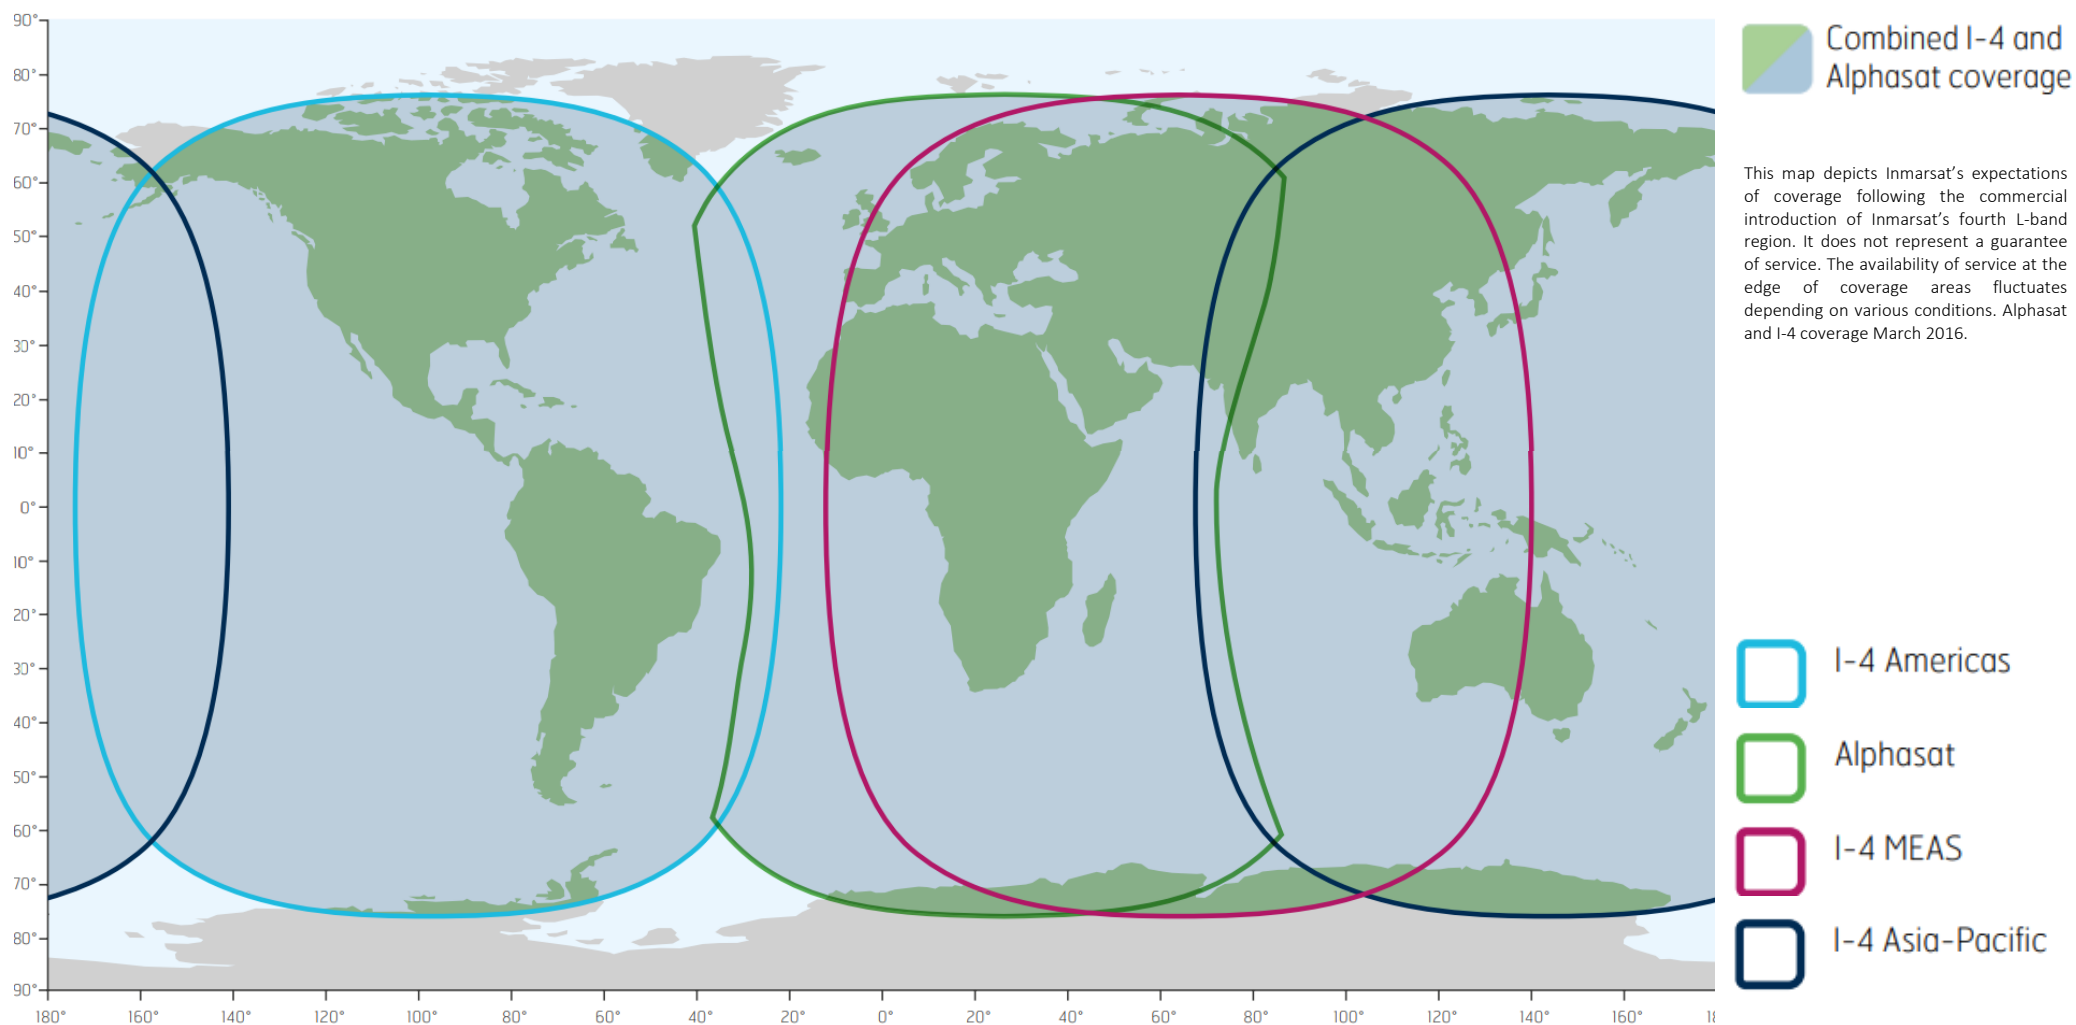 90°
80°
70°
60°
50°
40°
30°
20°
10°
0°
10°
20°
30°
40°
50°
60°
70°
80°
90°
180° 160° 140° 120° 100° 80° 60° 40° 20° 0° 20° 40° 60° 80° 100° 120° 140° 160° 18
Combined I-4 and
Alphasat coverage
This map depicts Inmarsat's expectations
of coverage following the commercial
introduction of Inmarsat's fourth L-band
region. It does not represent a guarantee
of service. The availability of service at the
edge of coverage areas fluctuates
depending on various conditions. Alphasat
and I-4 coverage March 2016.
I-4 Americas
Alphasat
I-4 MEAS
I-4 Asia-Pacific